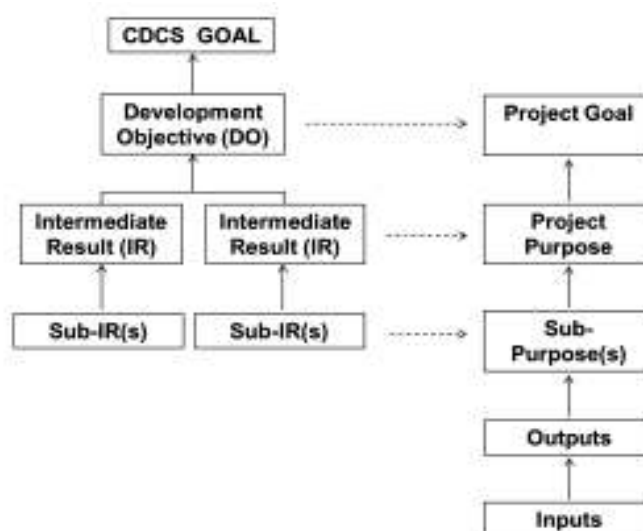 CDCS GOAL
Development
Objective (DO)
Project Goal
Intermediate
Result (IR)
Intermediate
Result (IR)
Project
Purpose
Sub-IR(s)
Sub-IR(s)
Sub-
Purpose(s)
Outputs
Inputs